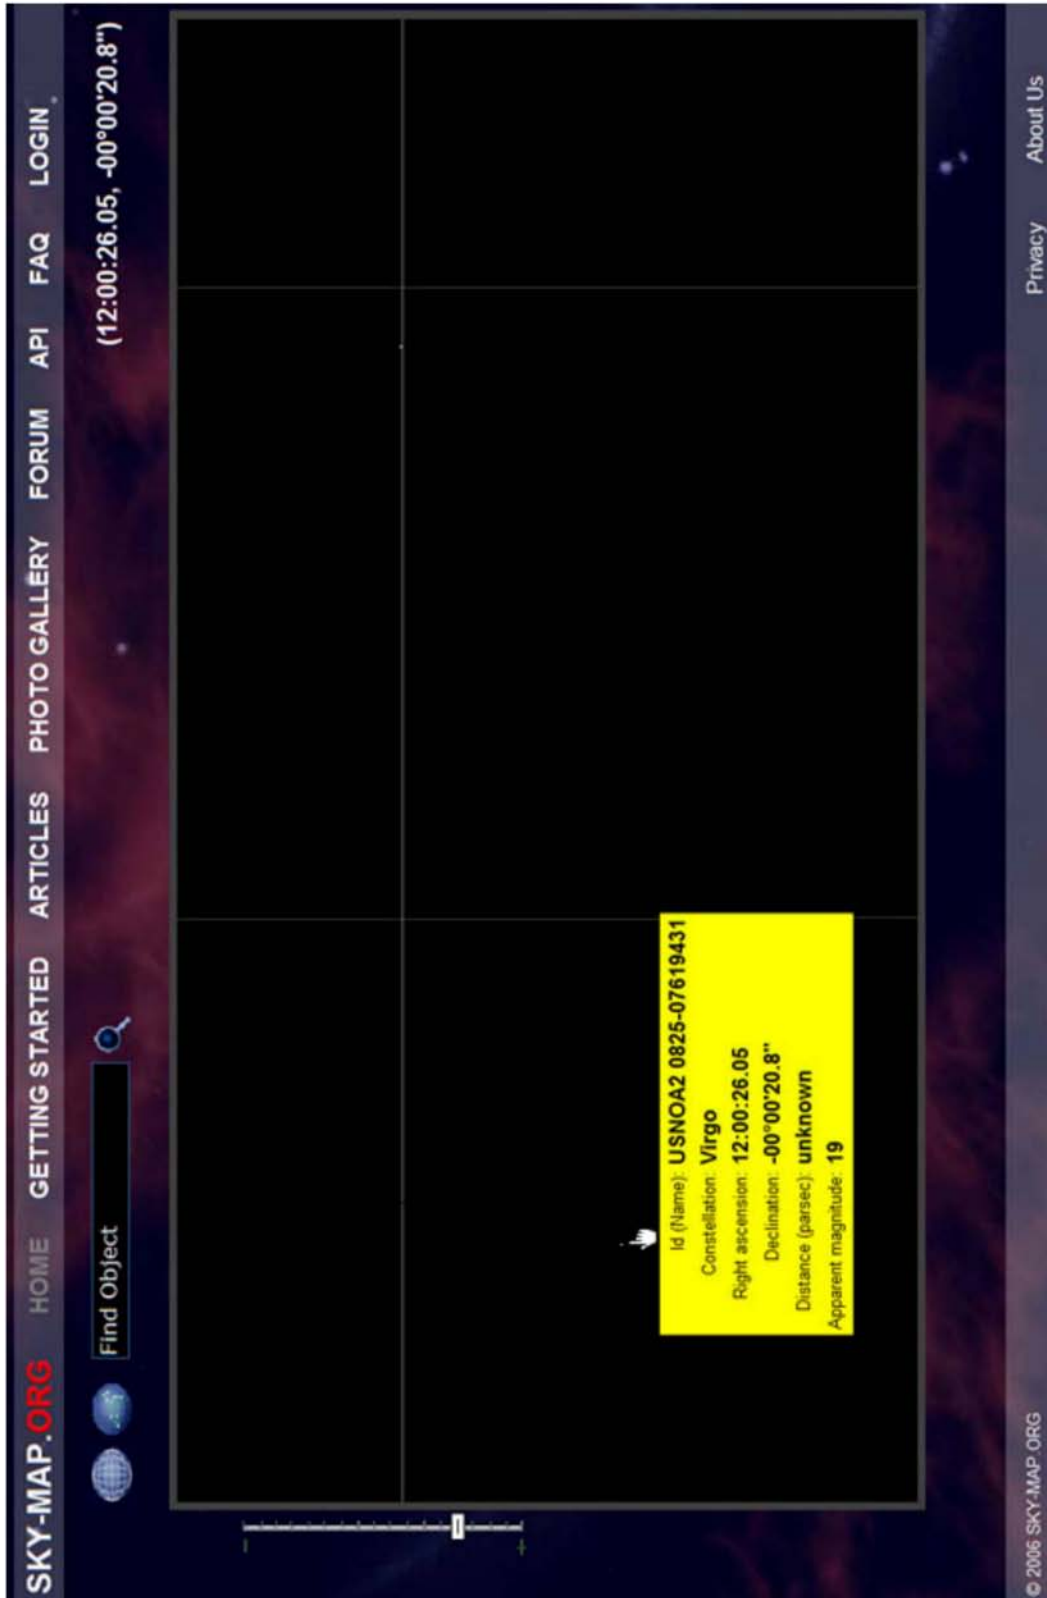 SKY-MAP.ORG HOME GETTING STARTED ARTICLES PHOTO GALLERY FORUM API FAQ LOGIN
Find Object (12:00:26.05, -00°00'20.8")
Id (Name): USNOA2 0825-07619431
Constellation: Virgo
Right ascension: 12:00:26.05
Declination: -00°00'20.8"
Distance (parsec): unknown
Apparent magnitude: 19
© 2006 SKY-MAP.ORG Privacy About Us